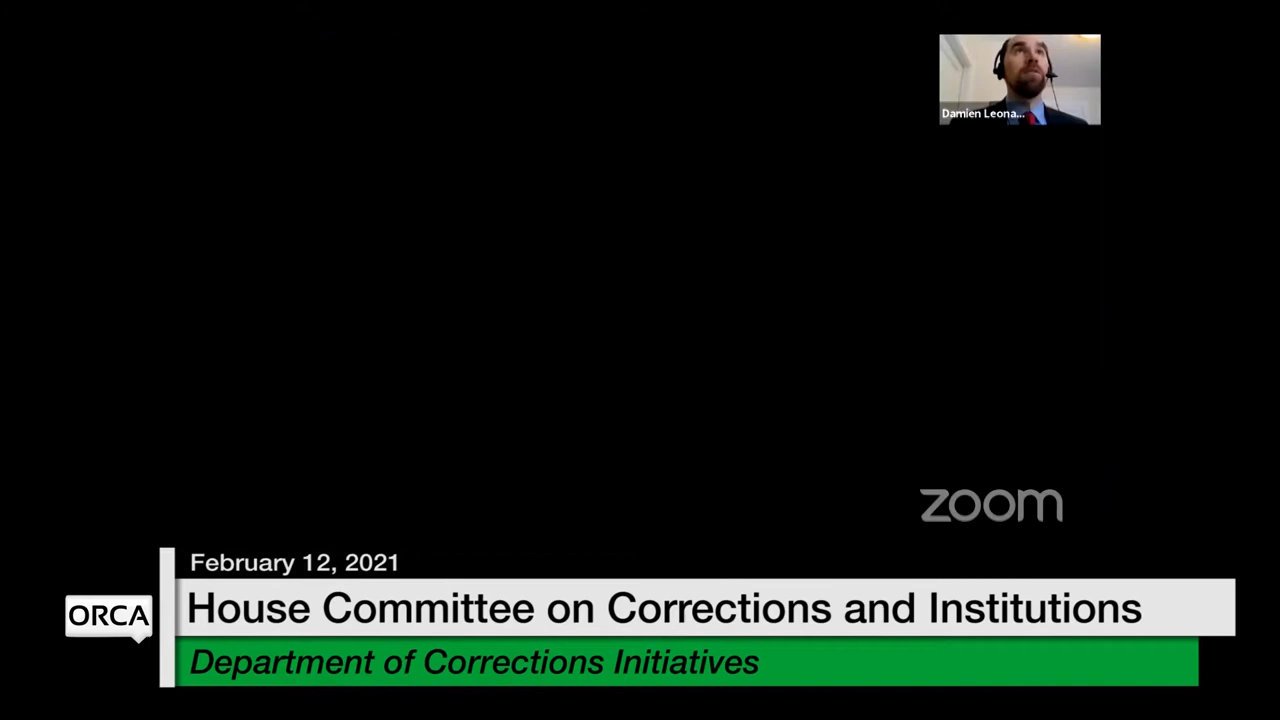 Damien Leona...
zoom
February 12, 2021
House Committee on Corrections and Institutions
ORCA
Department of Corrections Initiatives